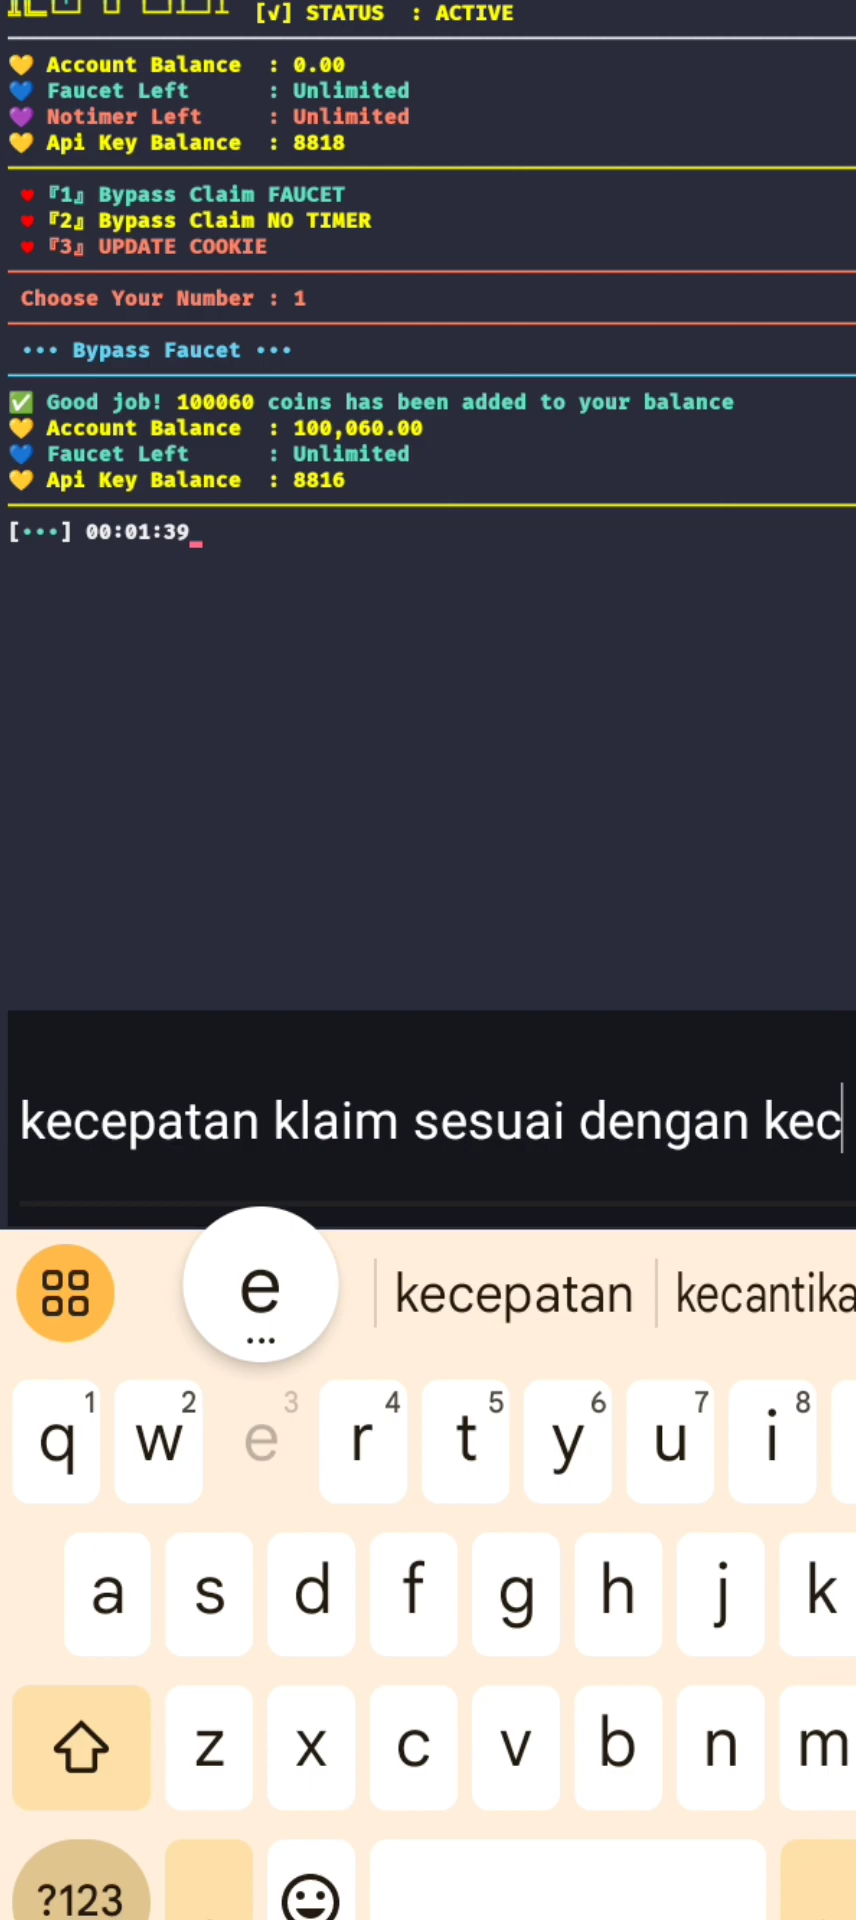 [√] STATUS : ACTIVE
💛 Account Balance : 0.00
💙 Faucet Left : Unlimited
💜 Notimer Left : Unlimited
💛 Api Key Balance : 8818
♥ 『1』 Bypass Claim FAUCET
♥ 『2』 Bypass Claim NO TIMER
♥ 『3』 UPDATE COOKIE
Choose Your Number : 1
••• Bypass Faucet •••
✅ Good job! 100060 coins has been added to your balance
💛 Account Balance : 100,060.00
💙 Faucet Left : Unlimited
💛 Api Key Balance : 8816
[···] 00:01:39
kecepatan klaim sesuai dengan kec
e
... kecepatan kecantika
1 2 3 4 5 6 7 8
q w e r t y u i
a s d f g h j k
z x c v b n m
?123